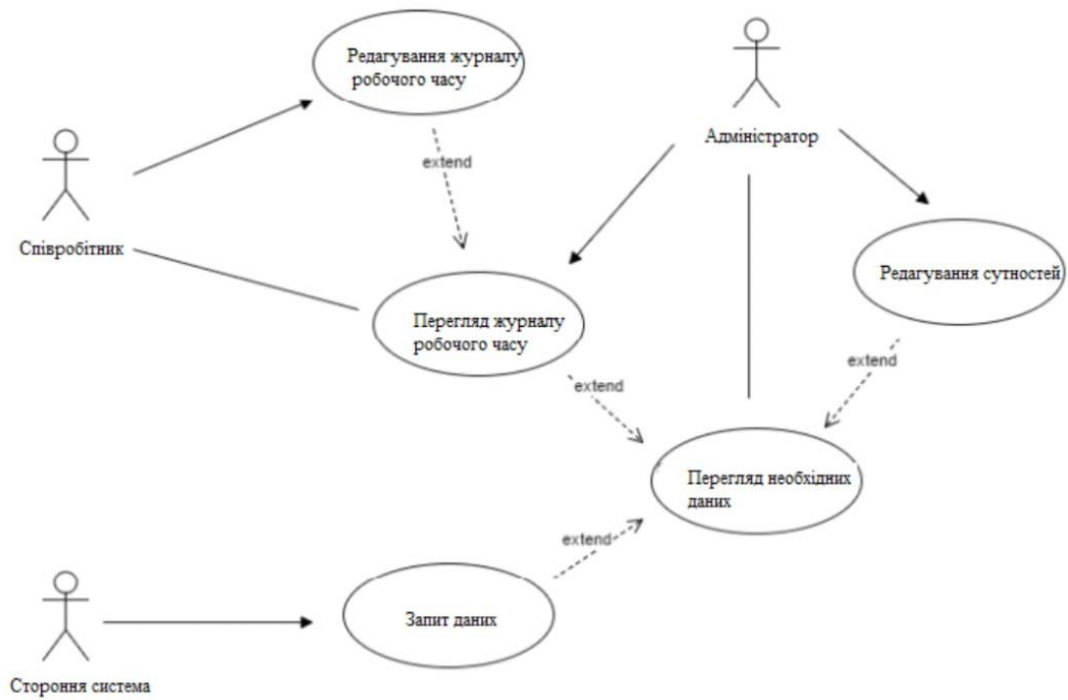 Редагування журналу
робочого часу
Адміністратор
extend
Співробітник
Редагування сутностей
Перегляд журналу
робочого часу
extend
extend
Перегляд необхідних
даних
extend
Запит даних
Стороння система